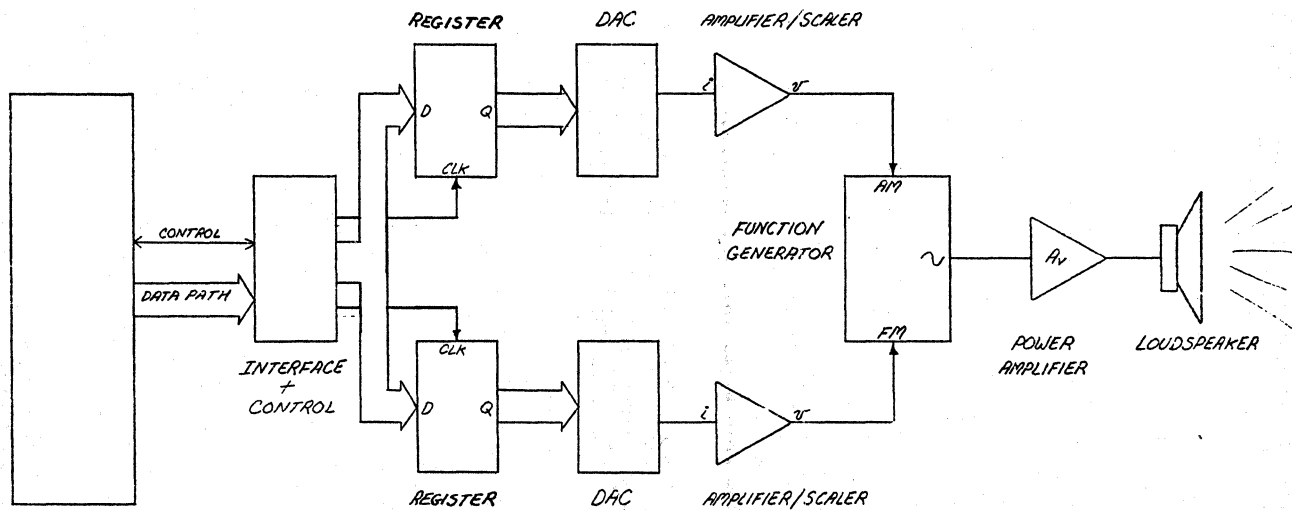 REGISTER
DAC
AMPLIFIER/SCALER
D
Q
CLK
i
v
CONTROL
DATA PATH
INTERFACE
+
CONTROL
AM
FUNCTION
GENERATOR
~
FM
Av
POWER
AMPLIFIER
LOUDSPEAKER
CLK
D
Q
i
v
REGISTER
DAC
AMPLIFIER/SCALER